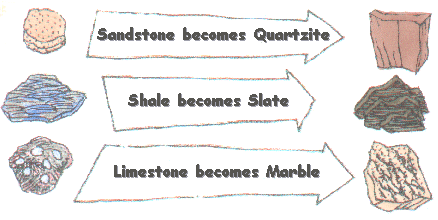 Sandstone becomes Quartzite
Shale becomes Slate
Limestone becomes Marble